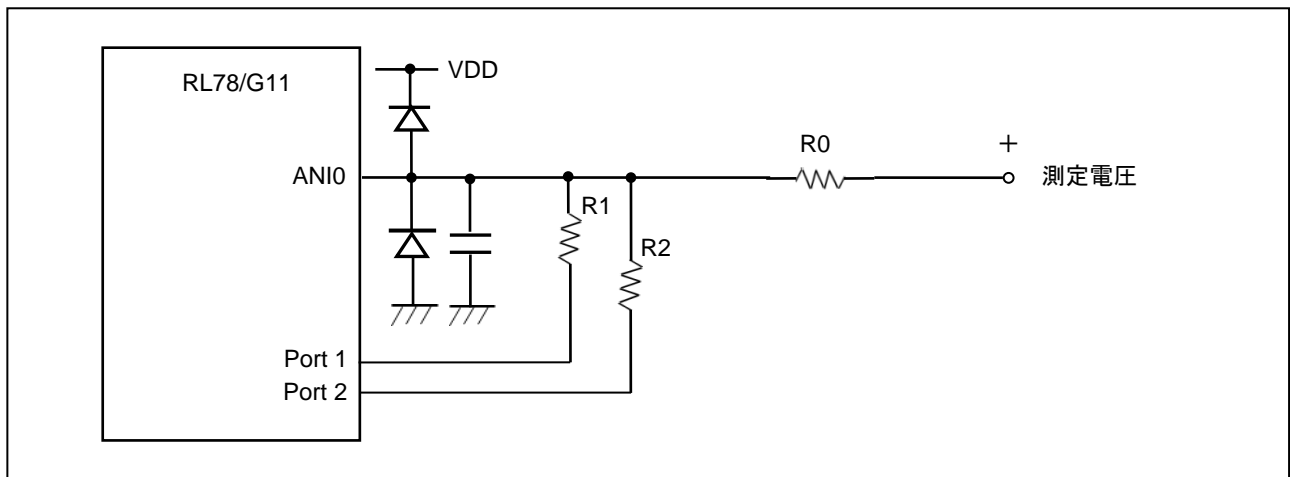 VDD
RL78/G11
R0
+
ANI0
測定電圧
R1
R2
Port 1
Port 2